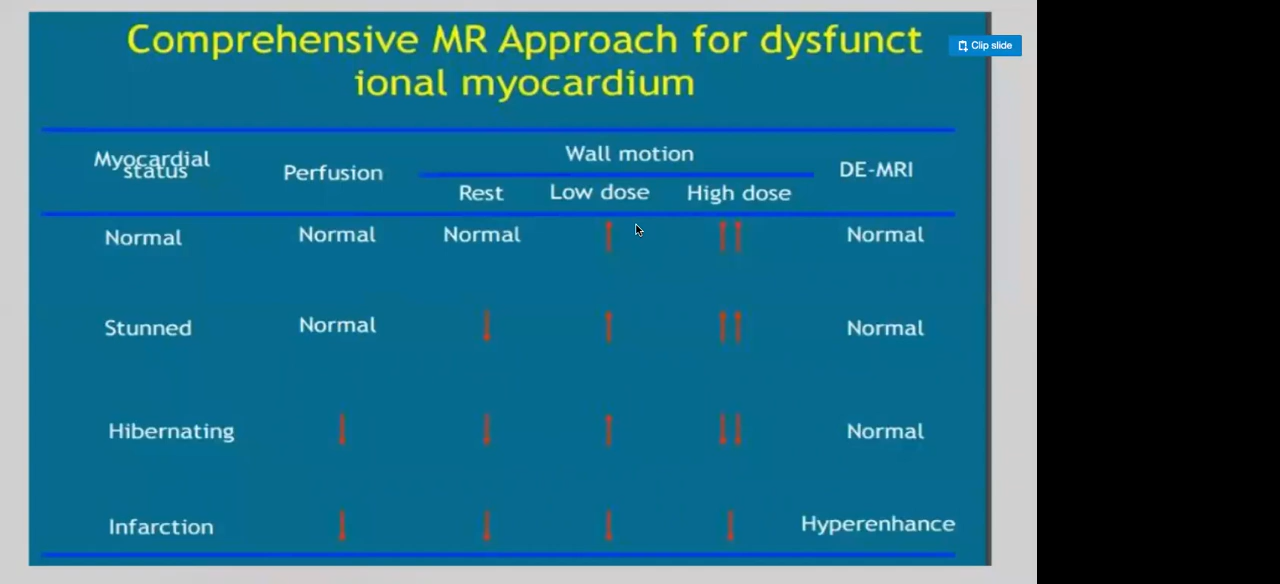 Comprehensive MR Approach for dysfunct
ional myocardium
Clip slide
Myocardial
status
Perfusion
Wall motion
DE-MRI
Rest Low dose High dose
Normal Normal Normal ↑ ↑↑ Normal
Stunned Normal ↓ ↑ ↑↑ Normal
Hibernating ↓ ↓ ↑ ↓↓ Normal
Infarction ↓ ↓ ↓ ↓ Hyperenhance